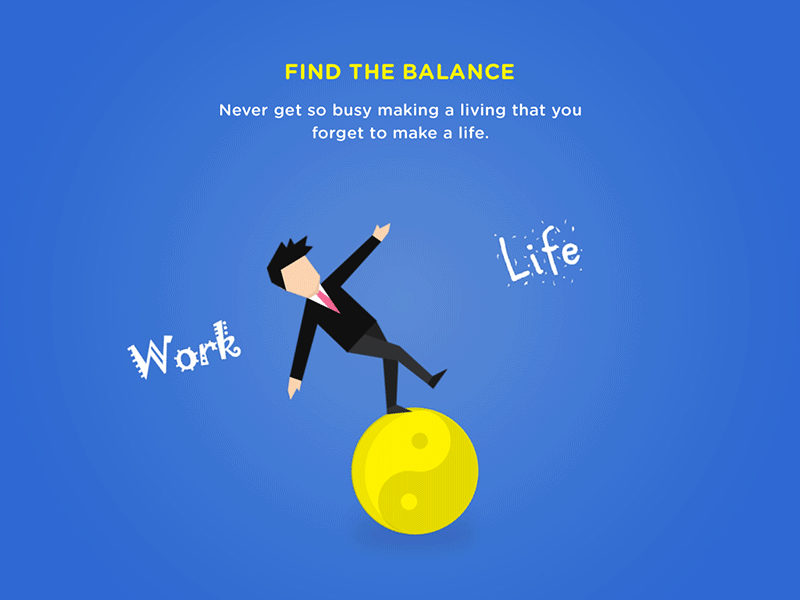 FIND THE BALANCE
Never get so busy making a living that you
forget to make a life.
Life
Work